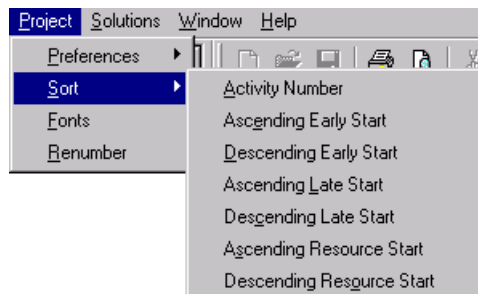 Project Solutions Window Help
Preferences
Sort
Fonts
Renumber
Activity Number
Ascending Early Start
Descending Early Start
Ascending Late Start
Descending Late Start
Ascending Resource Start
Descending Resource Start